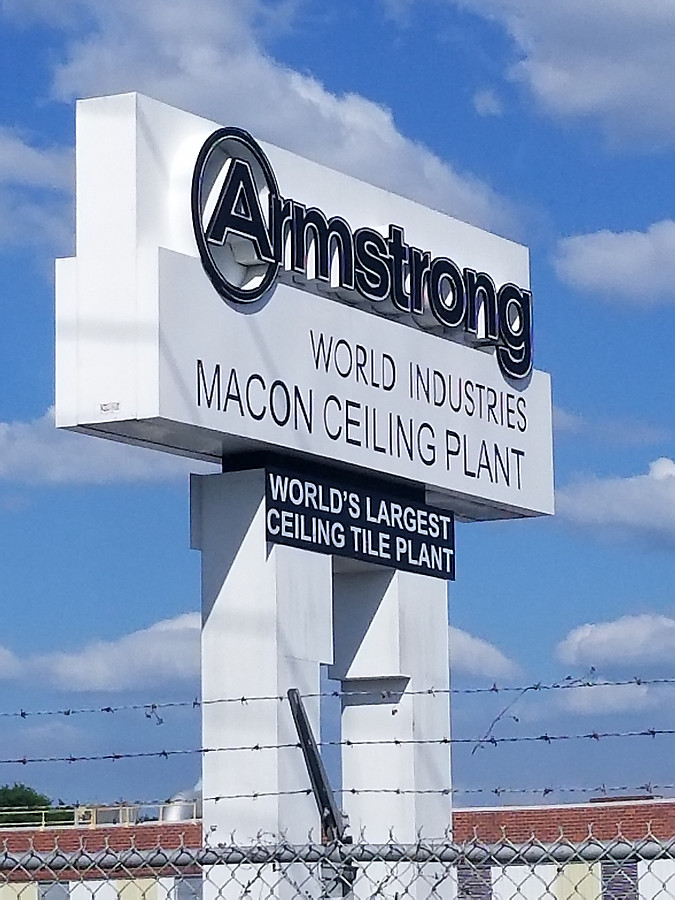 Armstrong
WORLD INDUSTRIES
MACON CEILING PLANT
WORLD'S LARGEST
CEILING TILE PLANT